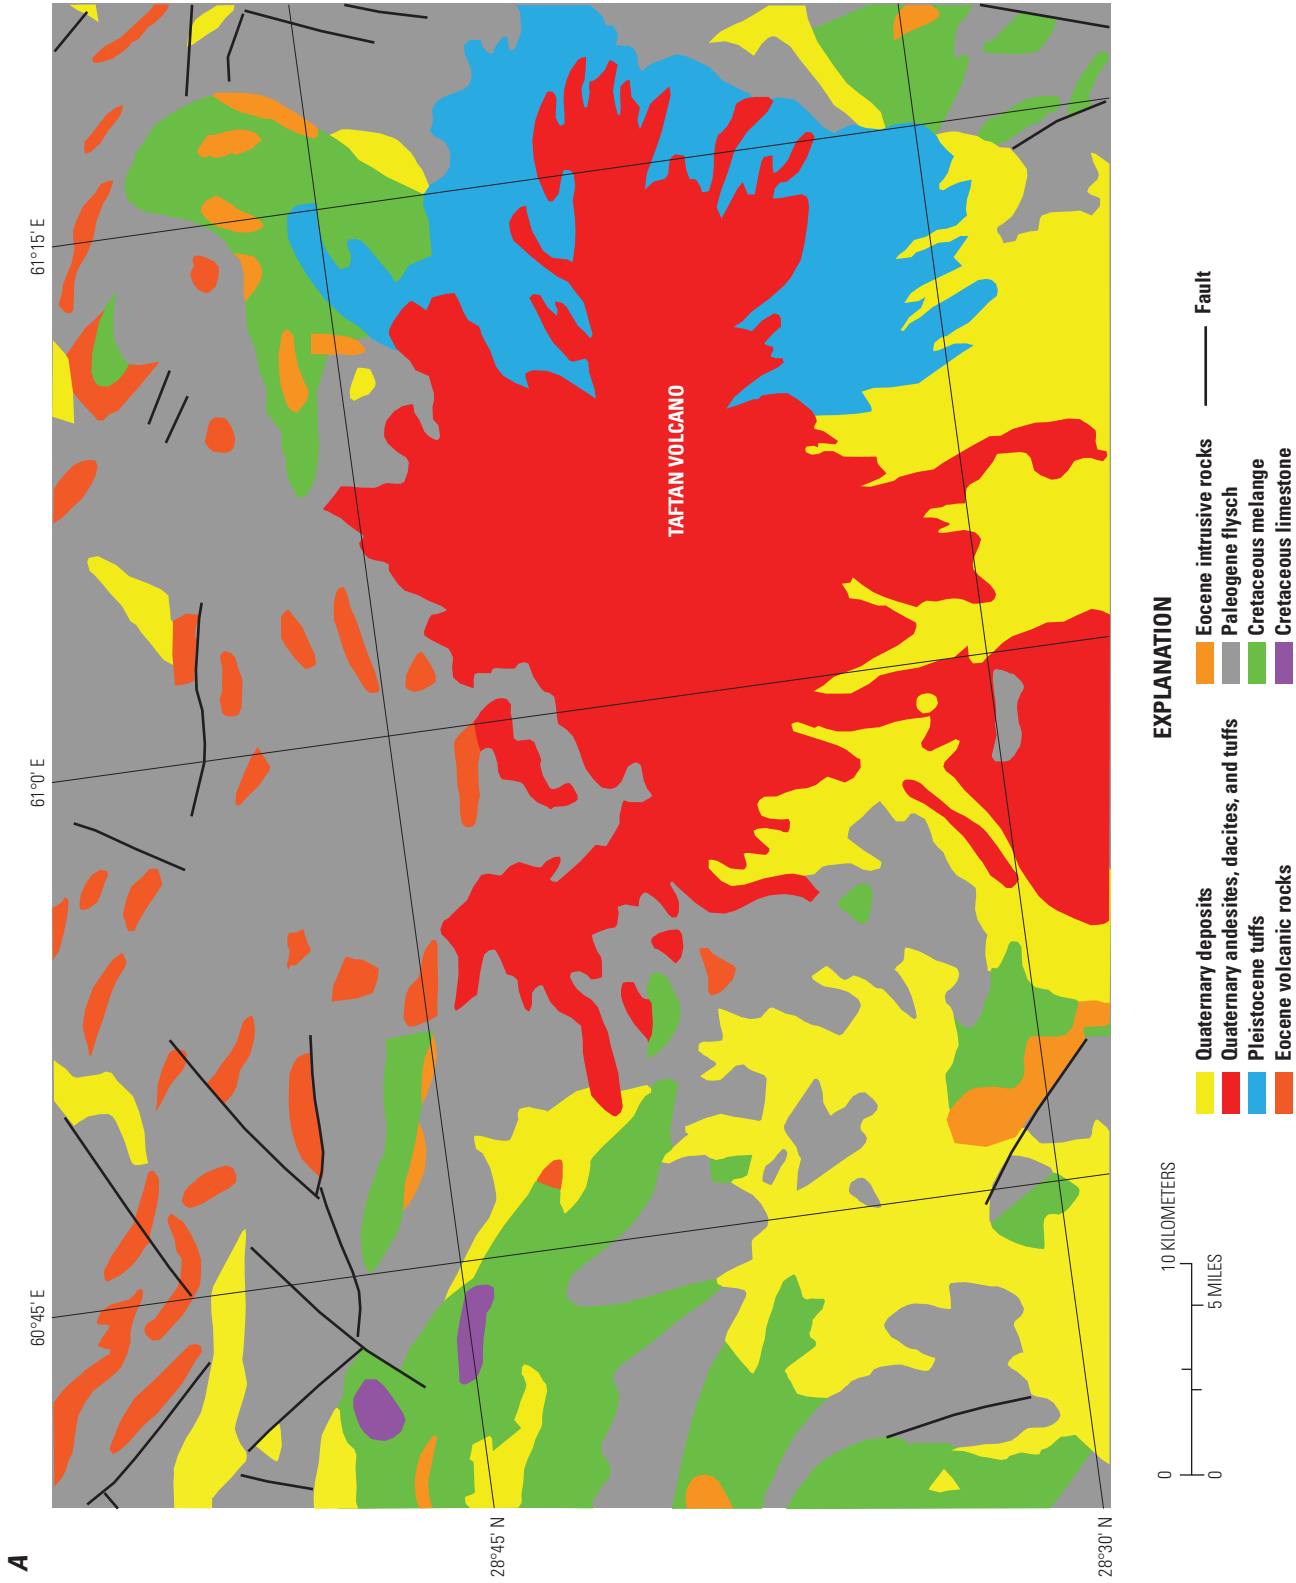 A
60°45' E
61°0' E
61°15' E
28°45' N
28°30' N
TAFTAN VOLCANO
0
10 KILOMETERS
0
5 MILES
EXPLANATION
Quaternary deposits
Quaternary andesites, dacites, and tuffs
Pleistocene tuffs
Eocene volcanic rocks
Eocene intrusive rocks
Paleogene flysch
Cretaceous melange
Cretaceous limestone
Fault